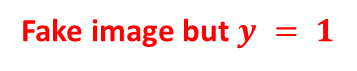 Fake image but y = 1